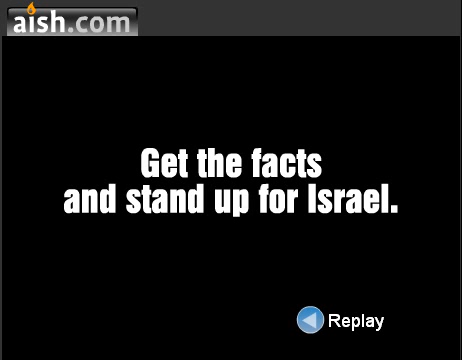 aish.com
Get the facts
and stand up for Israel.
Replay